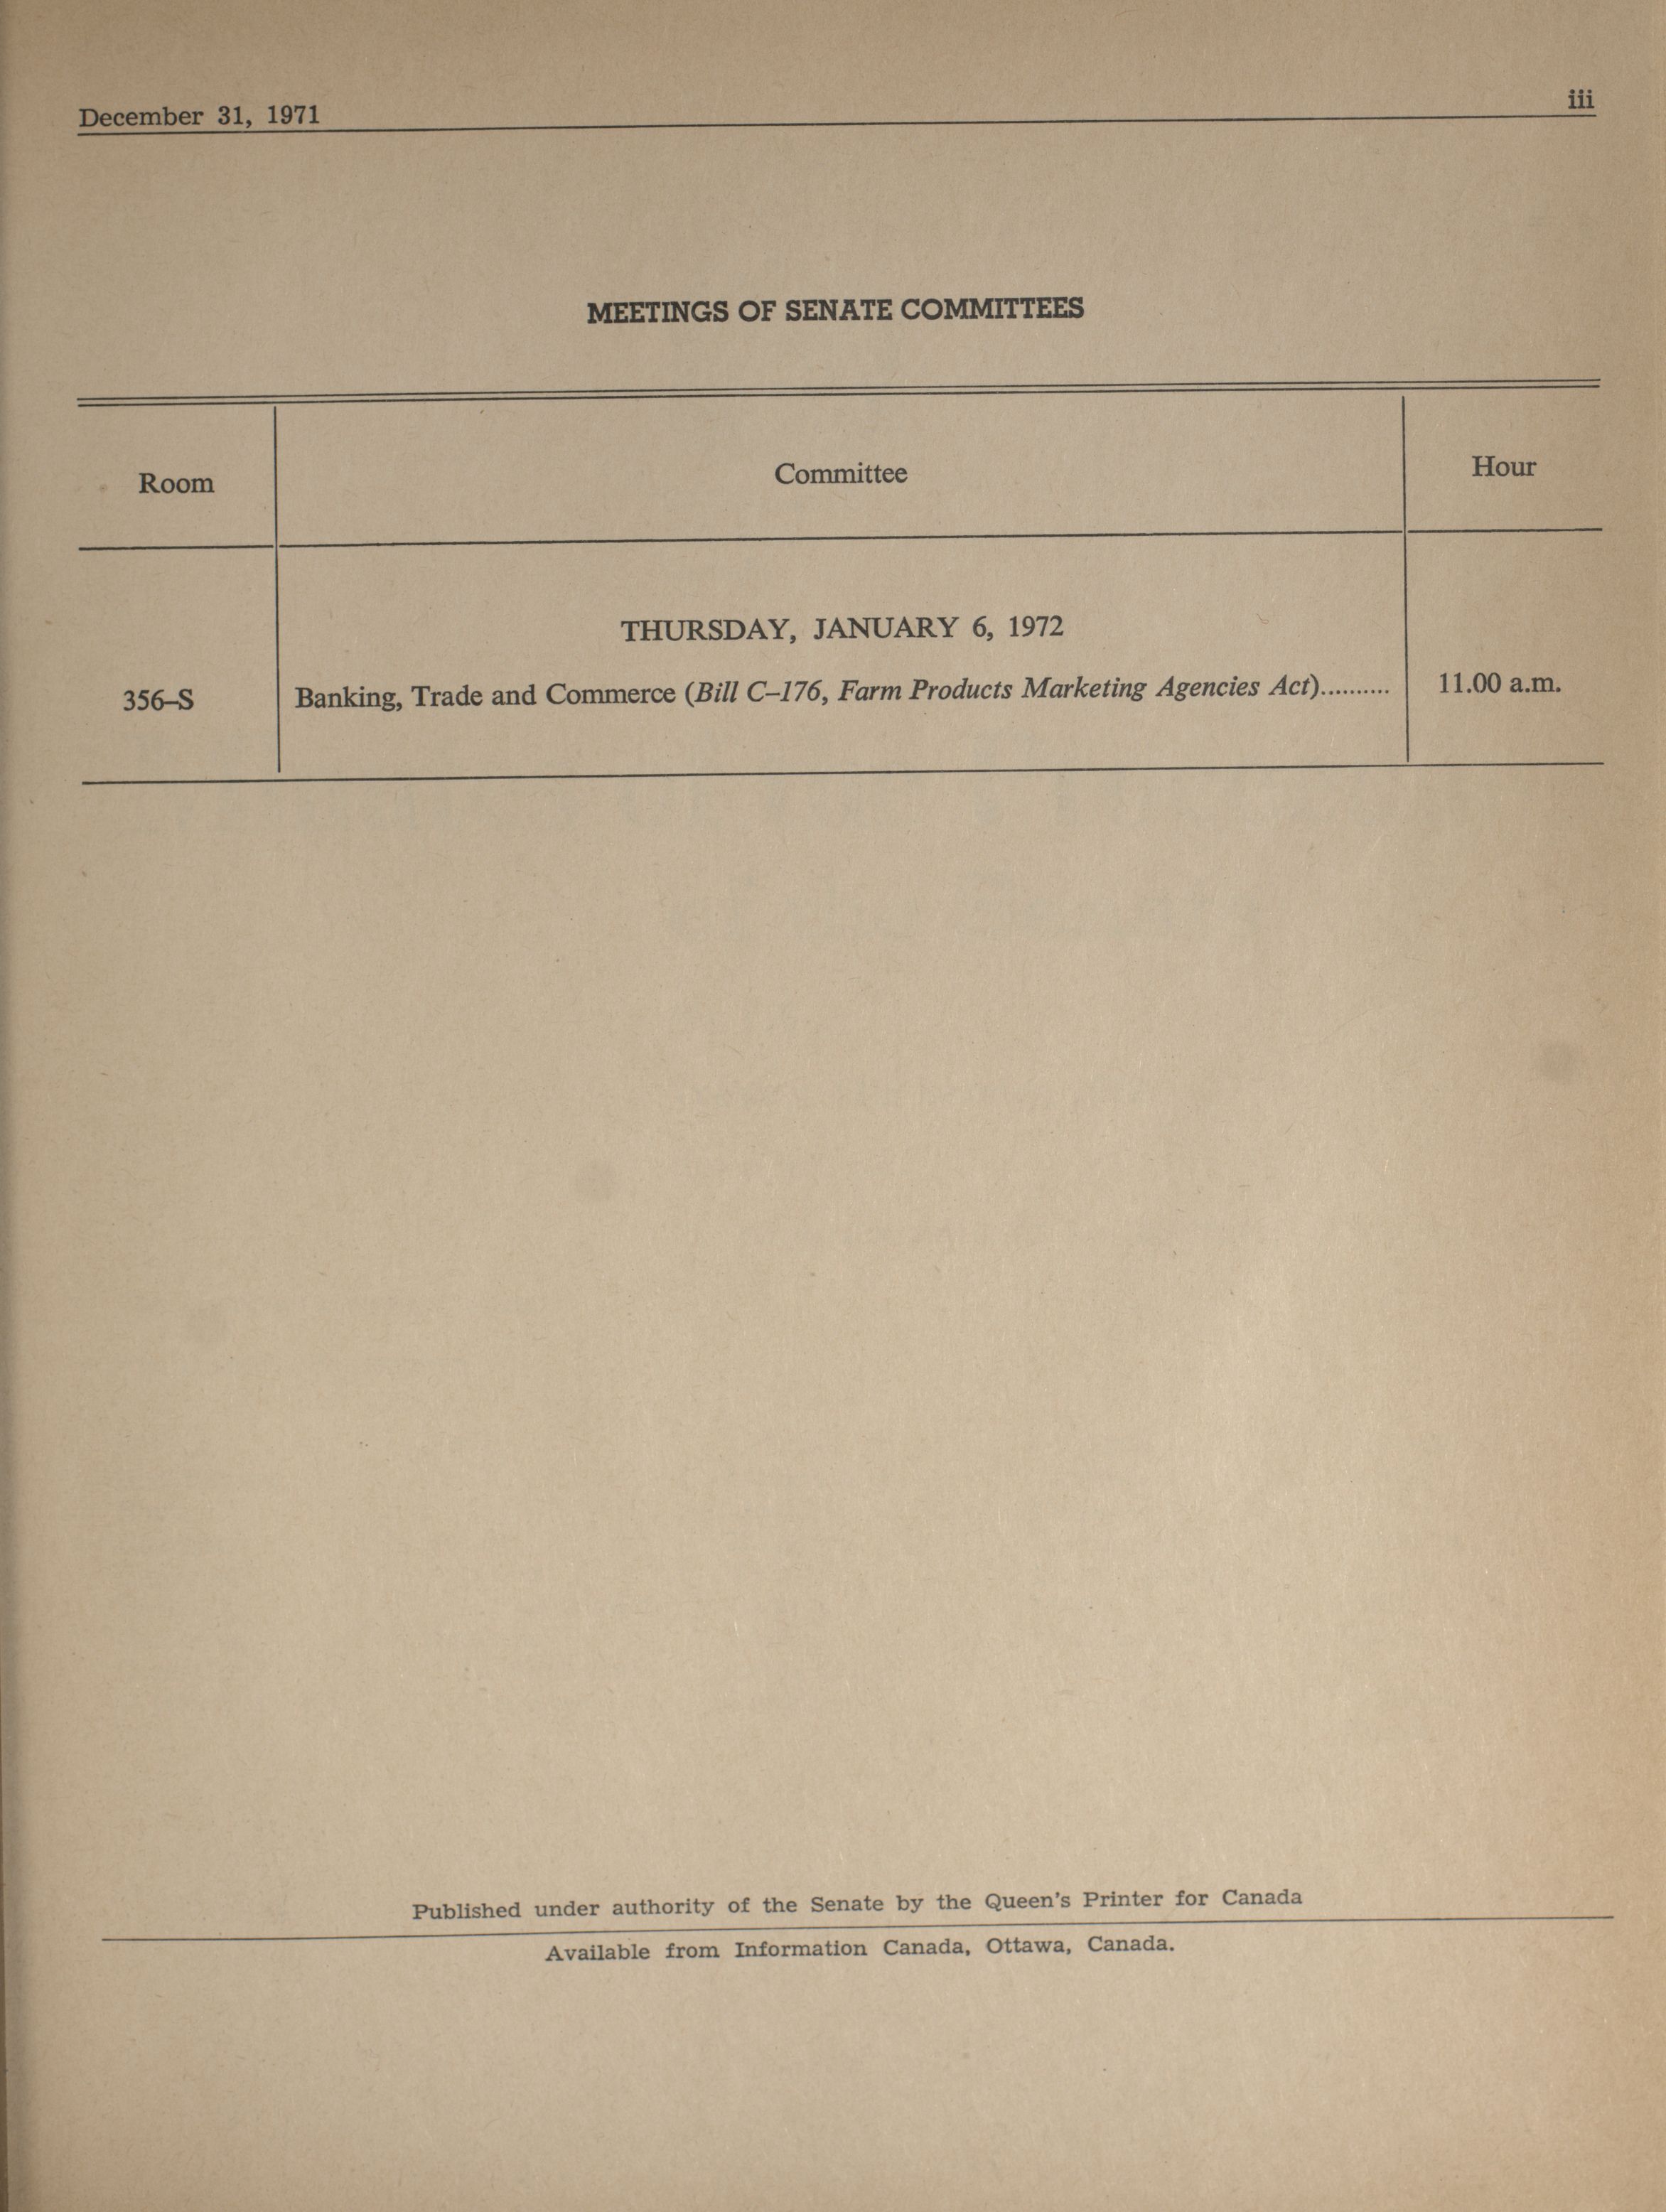 December 31, 1971
iii
MEETINGS OF SENATE COMMITTEES
Room
Committee
Hour
THURSDAY, JANUARY 6, 1972
356–S
Banking, Trade and Commerce (Bill C–176, Farm Products Marketing Agencies Act)..........
11.00 a.m.
Published under authority of the Senate by the Queen's Printer for Canada
Available from Information Canada, Ottawa, Canada.